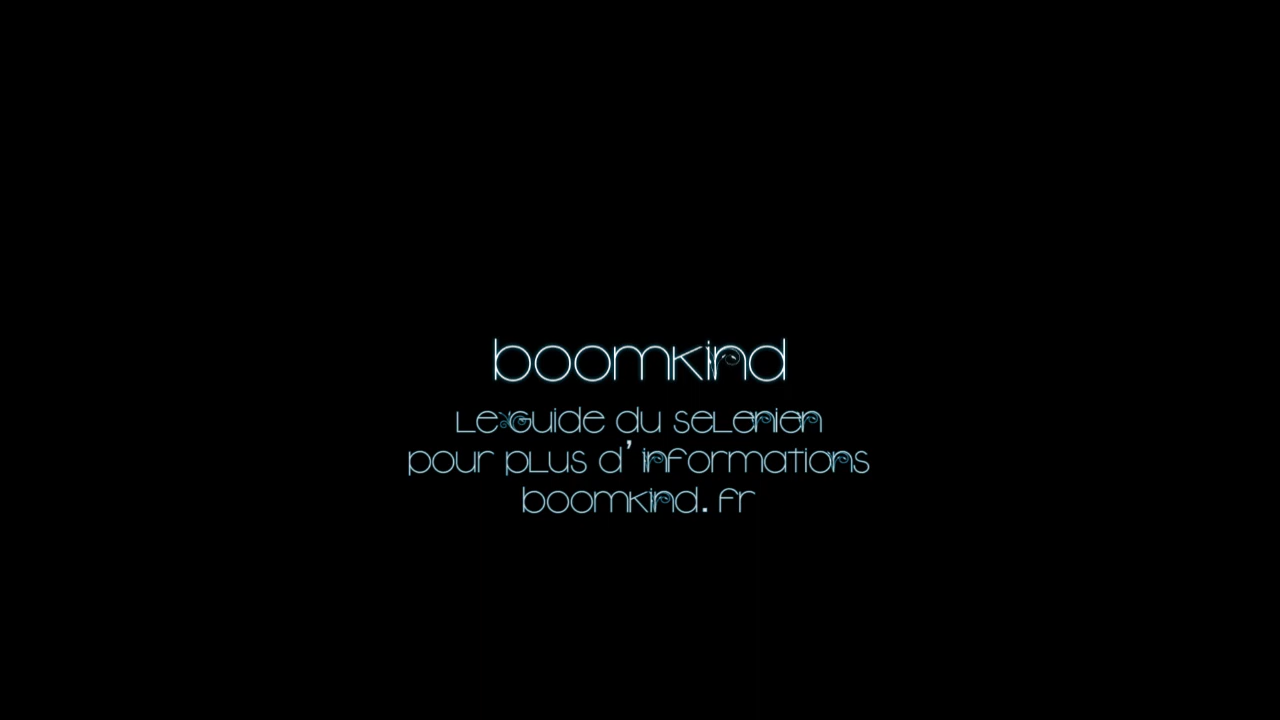 boomkind
Le Guide du Selenien
pour plus d'informations
boomkind.fr